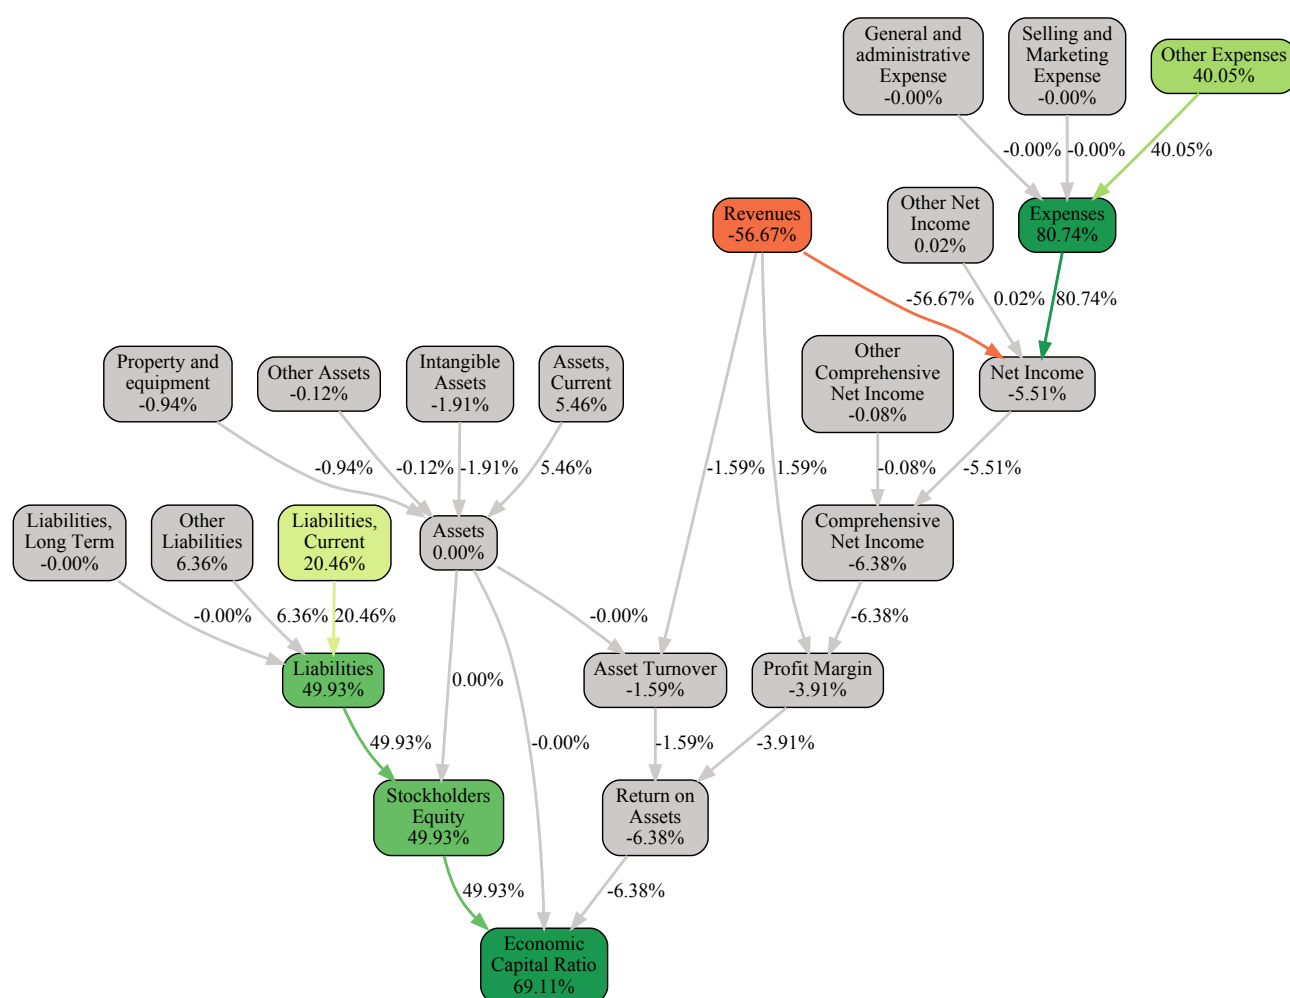 General and
administrative
Expense
-0.00%
Selling and
Marketing
Expense
-0.00%
Other Expenses
40.05%
-0.00%
-0.00%
40.05%
Revenues
-56.67%
Other Net
Income
0.02%
Expenses
80.74%
-56.67%
0.02%
80.74%
Property and
equipment
-0.94%
Other Assets
-0.12%
Intangible
Assets
-1.91%
Assets,
Current
5.46%
Other
Comprehensive
Net Income
-0.08%
Net Income
-5.51%
-0.94%
-0.12%
-1.91%
5.46%
-1.59%
1.59%
-0.08%
-5.51%
Liabilities,
Long Term
-0.00%
Other
Liabilities
6.36%
Liabilities,
Current
20.46%
Assets
0.00%
Comprehensive
Net Income
-6.38%
-0.00%
6.36%
20.46%
-0.00%
-6.38%
Liabilities
49.93%
0.00%
Asset Turnover
-1.59%
Profit Margin
-3.91%
49.93%
-0.00%
-1.59%
-3.91%
Stockholders
Equity
49.93%
Return on
Assets
-6.38%
49.93%
-6.38%
Economic
Capital Ratio
69.11%